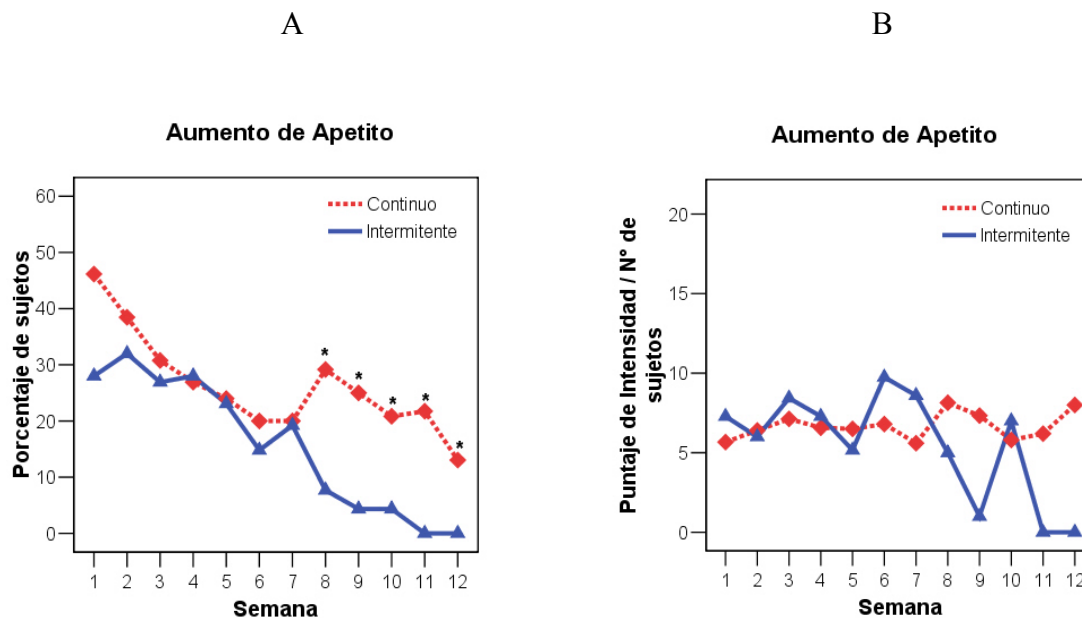 A
B
Aumento de Apetito
Porcentaje de sujetos
60
50
40
30
20
10
0
Continuo
Intermitente
*
*
*
*
*
1 2 3 4 5 6 7 8 9 10 11 12
Semana
Aumento de Apetito
Puntaje de Intensidad / N° de
sujetos
20
15
10
5
0
Continuo
Intermitente
1 2 3 4 5 6 7 8 9 10 11 12
Semana